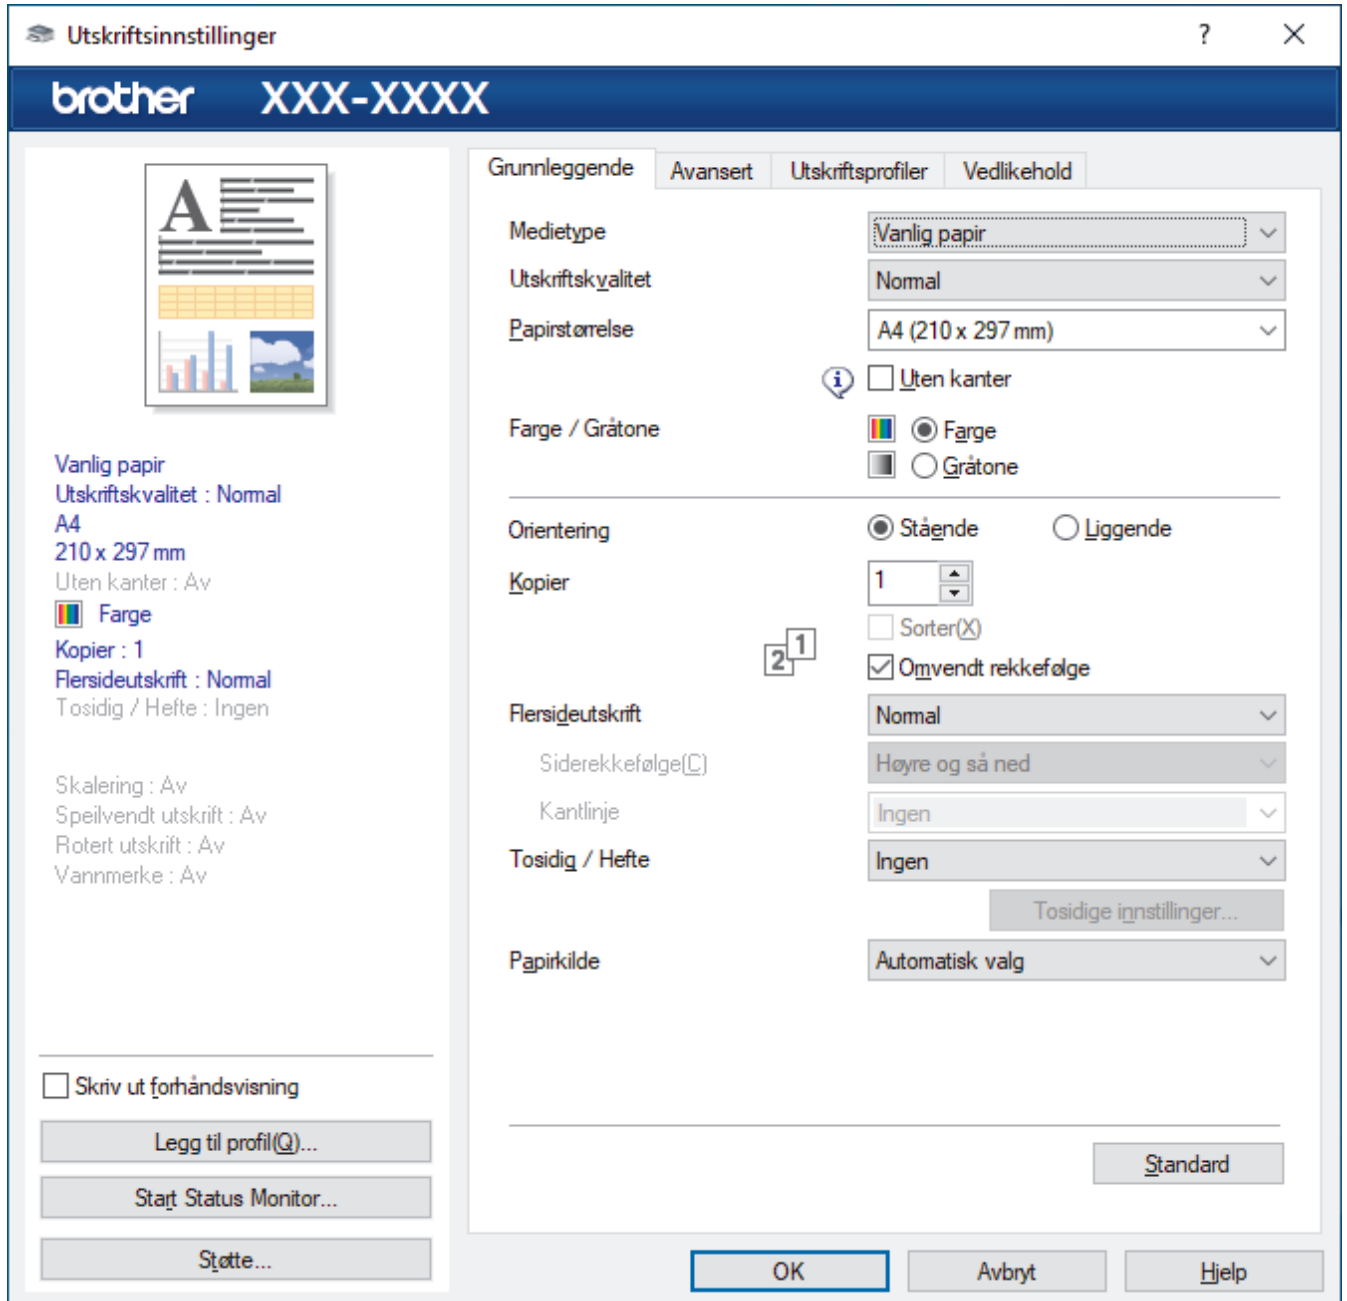 Utskriftsinnstillinger ?
brother XXX-XXXX
A
Vanlig papir
Utskriftskvalitet : Normal
A4
210 x 297 mm
Uten kanter : Av
Farge
Kopier : 1
Flersideutskrift : Normal
Tosidig / Hefte : Ingen
Skalering : Av
Speilvendt utskrift : Av
Rotert utskrift : Av
Vannmerke : Av
Skriv ut forhåndsvisning
Legg til profil(Q)...
Start Status Monitor...
Støtte...
Grunnleggende Avansert Utskriftsprofiler Vedlikehold
Medietype Vanlig papir
Utskriftskvalitet Normal
Papirstørrelse A4 (210 x 297 mm)
i Uten kanter
Farge / Gråtone Farge
Gråtone
Orientering Stående Liggende
Kopier 1
Sorter(X)
2 1 Omvendt rekkefølge
Flersideutskrift Normal
Siderekkefølge(C) Høyre og så ned
Kantlinje Ingen
Tosidig / Hefte Ingen
Tosidige innstillinger...
Papirkilde Automatisk valg
Standard
OK Avbryt Hjelp